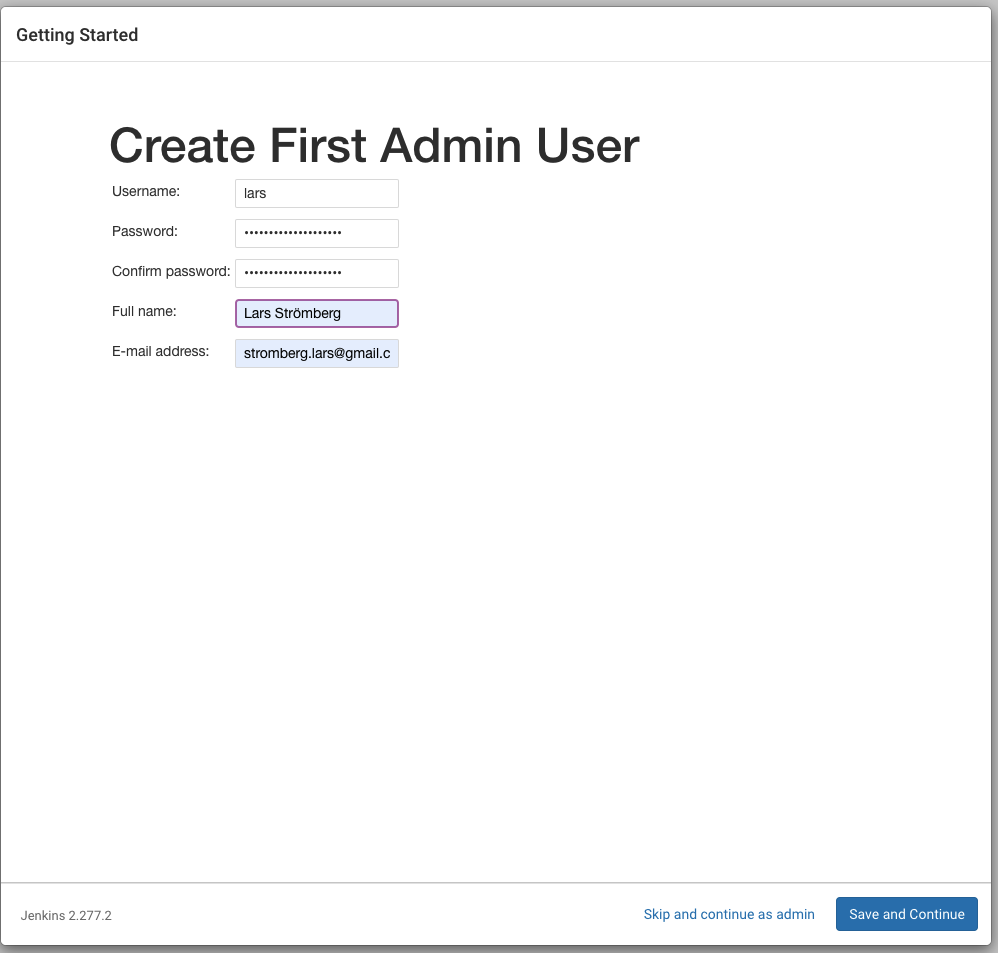 Getting Started
Create First Admin User
Username: lars
Password: ••••••••••••••••••••
Confirm password: ••••••••••••••••••••
Full name: Lars Strömberg
E-mail address: stromberg.lars@gmail.c
Jenkins 2.277.2 Skip and continue as admin Save and Continue